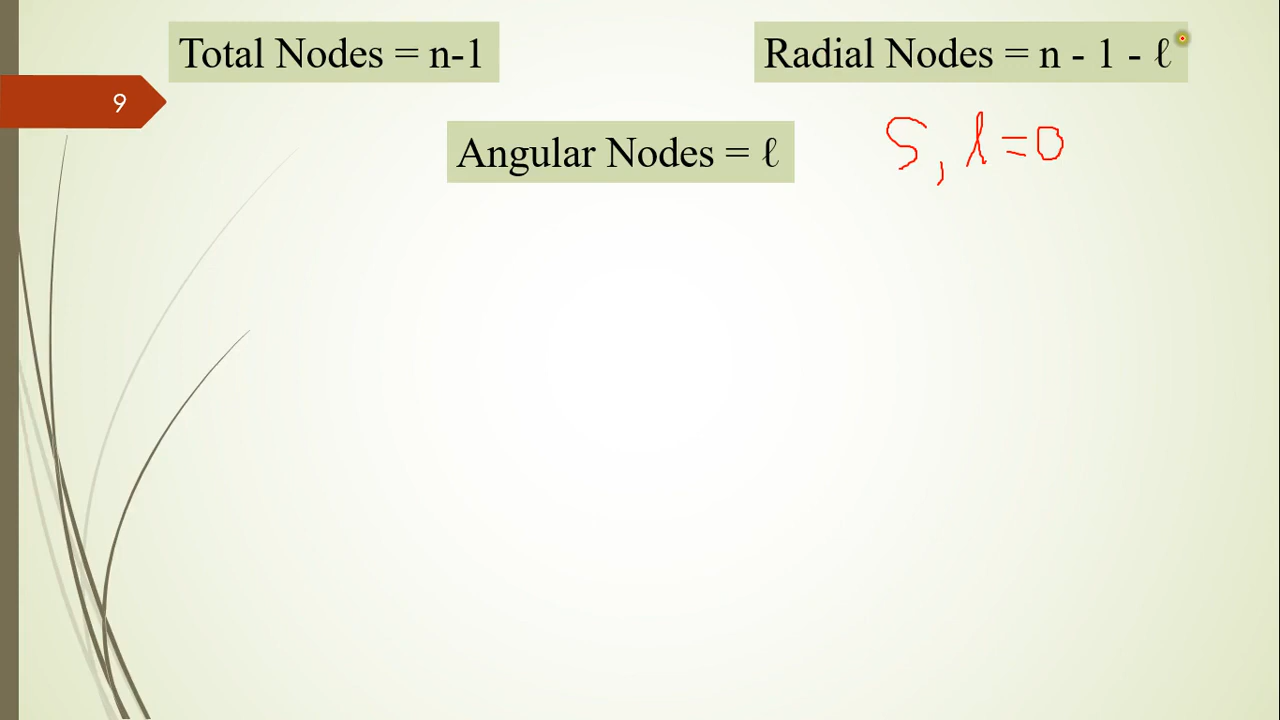 Total Nodes = n-1
Radial Nodes = n - 1 - ℓ
9
Angular Nodes = ℓ
S, l=0